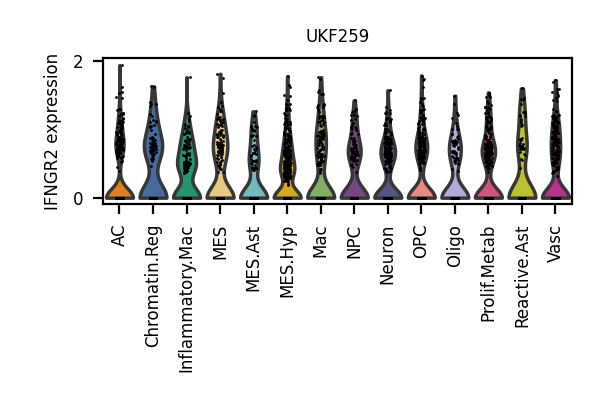 UKF259
IFNGR2 expression
2
0
AC
Chromatin.Reg
Inflammatory.Mac
MES
MES.Ast
MES.Hyp
Mac
NPC
Neuron
OPC
Oligo
Prolif.Metab
Reactive.Ast
Vasc